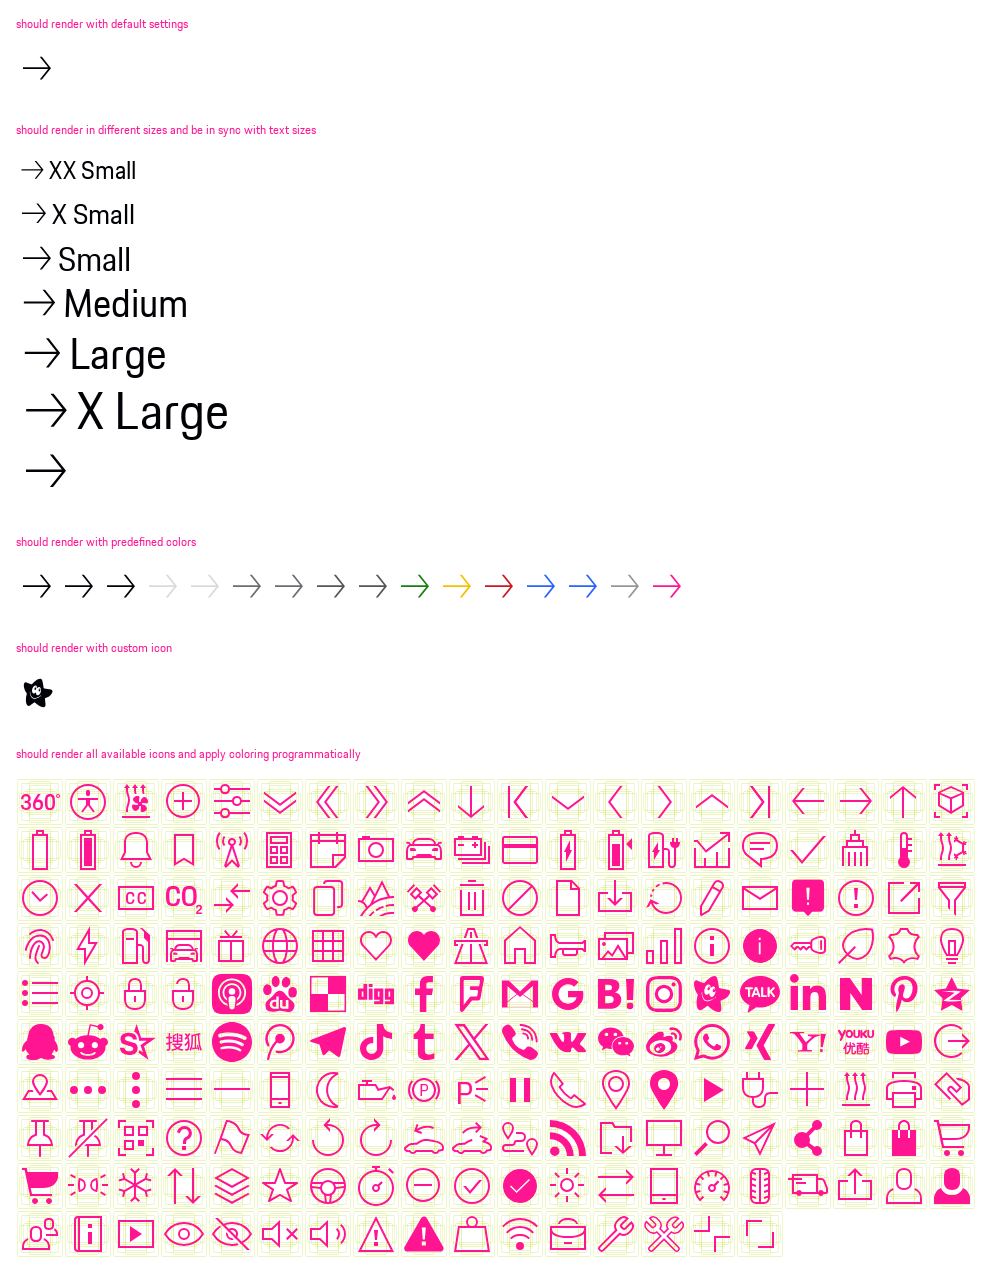 should render with default settings
should render in different sizes and be in sync with text sizes
XX Small
X Small
Small
Medium
Large
X Large
should render with predefined colors
should render with custom icon
should render all available icons and apply coloring programmatically
360°
CC CO2
du digg B! TALK in N
S 搜狐 t X Y! YOUKU 优酷
P P